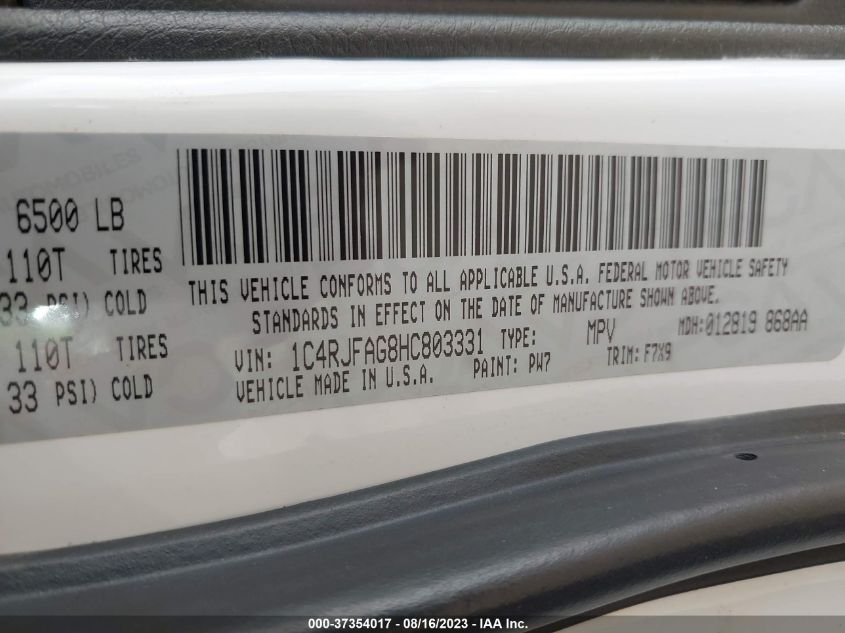 6500 LB
110T TIRES
33 PSI) COLD
110T TIRES
33 PSI) COLD
THIS VEHICLE CONFORMS TO ALL APPLICABLE U.S.A. FEDERAL MOTOR VEHICLE SAFETY
STANDARDS IN EFFECT ON THE DATE OF MANUFACTURE SHOWN ABOVE.
VIN: 1C4RJFAG8HC803331 TYPE: MPV MDH:012819 868AA
VEHICLE MADE IN U.S.A. PAINT: PW7 TRIM: F7X9
000-37354017 - 08/16/2023 - IAA Inc.